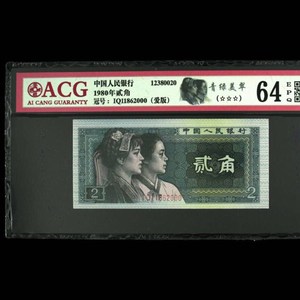 ACG
AI CANG GUARANTY
中国人民银行 12380020
1980年贰角
冠号: IQ11862000 (爱版)
青绿美翠
(☆☆☆)
64 EPQ
中国人民银行
贰角
2
2
IQ11862000